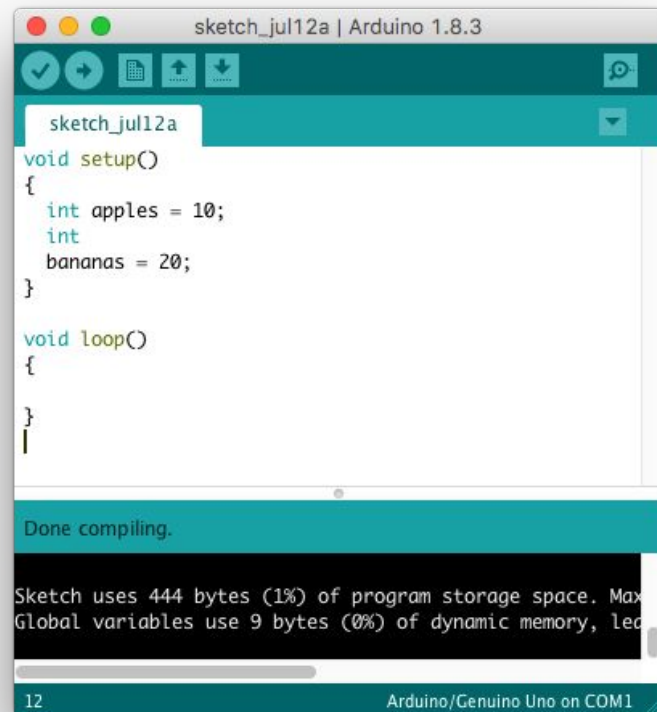 sketch_jul12a | Arduino 1.8.3
sketch_jul12a
void setup()
{
  int apples = 10;
  int
  bananas = 20;
}
void loop()
{
}
Done compiling.
Sketch uses 444 bytes (1%) of program storage space. Max
Global variables use 9 bytes (0%) of dynamic memory, lea
12 Arduino/Genuino Uno on COM1